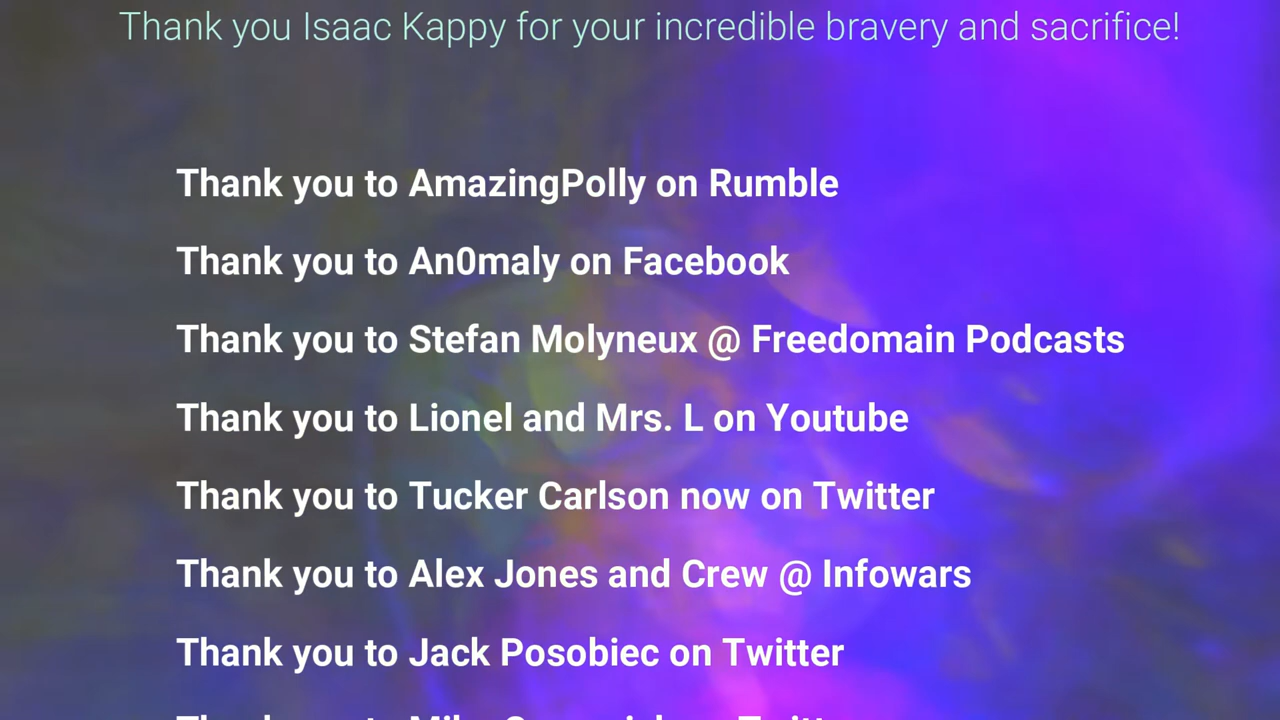 Thank you Isaac Kappy for your incredible bravery and sacrifice!
Thank you to AmazingPolly on Rumble
Thank you to An0maly on Facebook
Thank you to Stefan Molyneux @ Freedomain Podcasts
Thank you to Lionel and Mrs. L on Youtube
Thank you to Tucker Carlson now on Twitter
Thank you to Alex Jones and Crew @ Infowars
Thank you to Jack Posobiec on Twitter